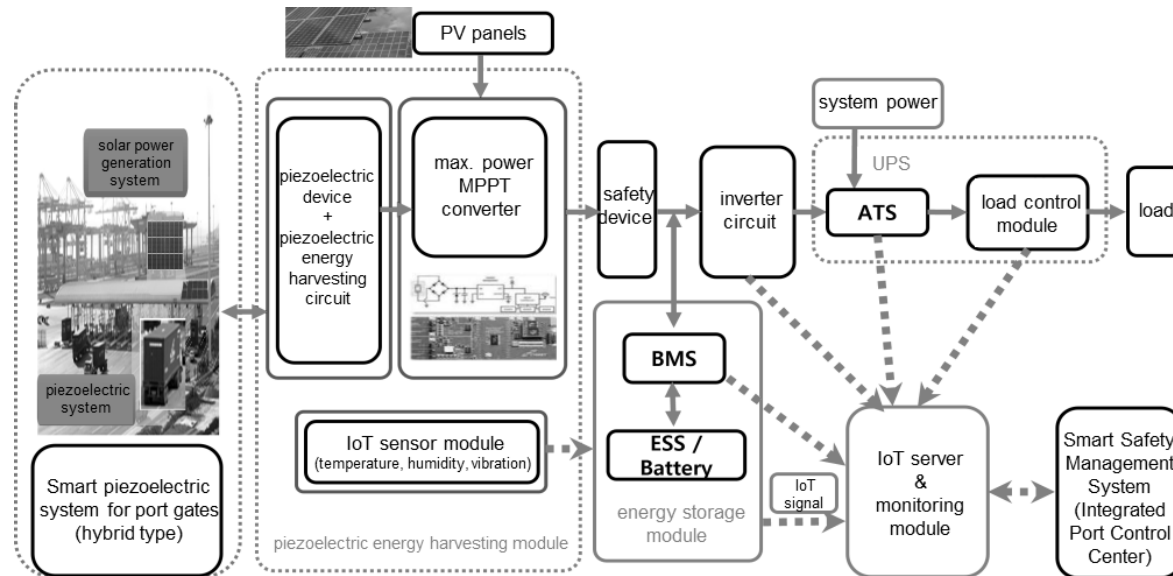 PV panels
system power
solar power
generation
system
piezoelectric
system
Smart piezoelectric
system for port gates
(hybrid type)
piezoelectric
device
+
piezoelectric
energy
harvesting
circuit
max. power
MPPT
converter
IoT sensor module
(temperature, humidity, vibration)
piezoelectric energy harvesting module
safety
device
inverter
circuit
UPS
ATS
load control
module
load
BMS
ESS /
Battery
energy storage
module
IoT
signal
IoT server
&
monitoring
module
Smart Safety
Management
System
(Integrated
Port Control
Center)